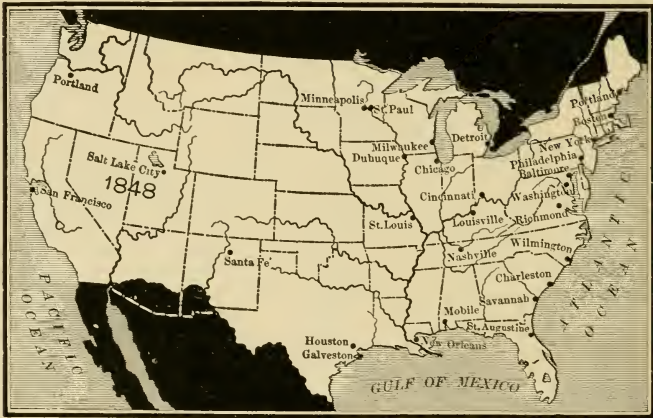 Portland
Minneapolis
St. Paul
Portland
Boston
Milwaukee
Detroit
New York
Dubuque
Chicago
Philadelphia
Baltimore
Salt Lake City
1848
Cincinnati
Washington
San Francisco
St. Louis
Louisville
Richmond
Nashville
Wilmington
Santa Fe
Charleston
Savannah
Mobile
St. Augustine
New Orleans
Houston
Galveston
PACIFIC
OCEAN
ATLANTIC
OCEAN
GULF OF MEXICO